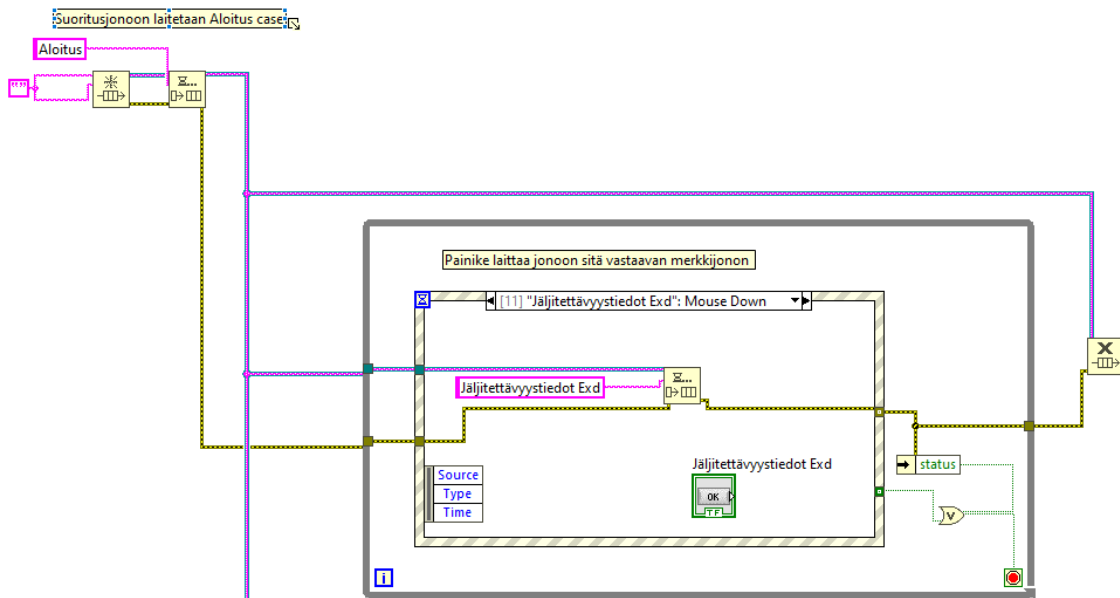 Suoritusjonoon laitetaan Aloitus case
Aloitus
""
Painike laittaa jonoon sitä vastaavan merkkijonon
[11] "Jäljitettävyystiedot Exd": Mouse Down
Jäljitettävyystiedot Exd
Jäljitettävyystiedot Exd
OK
TF
Source
Type
Time
status
V
i